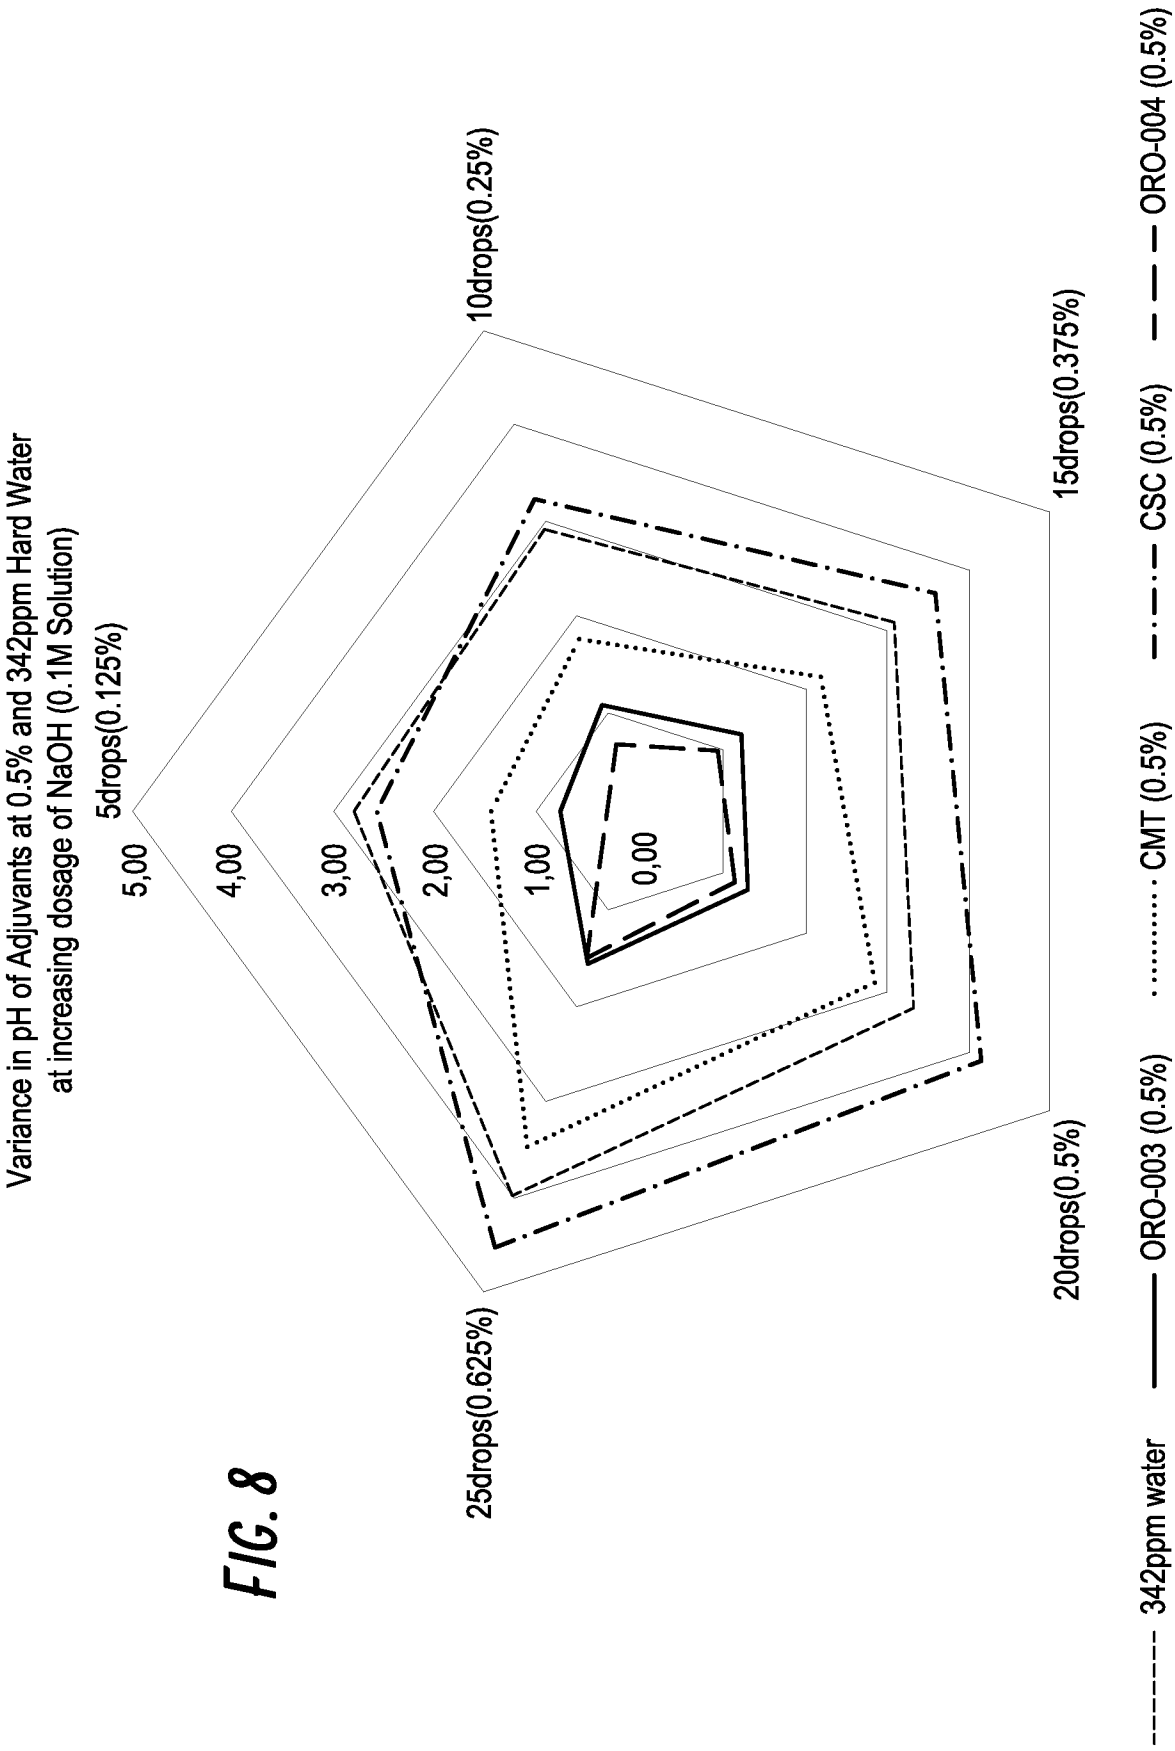 Variance in pH of Adjuvants at 0.5% and 342ppm Hard Water
at increasing dosage of NaOH (0.1M Solution)
FIG. 8
5drops(0.125%)
5,00
4,00
3,00
2,00
1,00
0,00
25drops(0.625%)
10drops(0.25%)
20drops(0.5%)
15drops(0.375%)
342ppm water ORO-003 (0.5%) CMT (0.5%) CSC (0.5%) ORO-004 (0.5%)